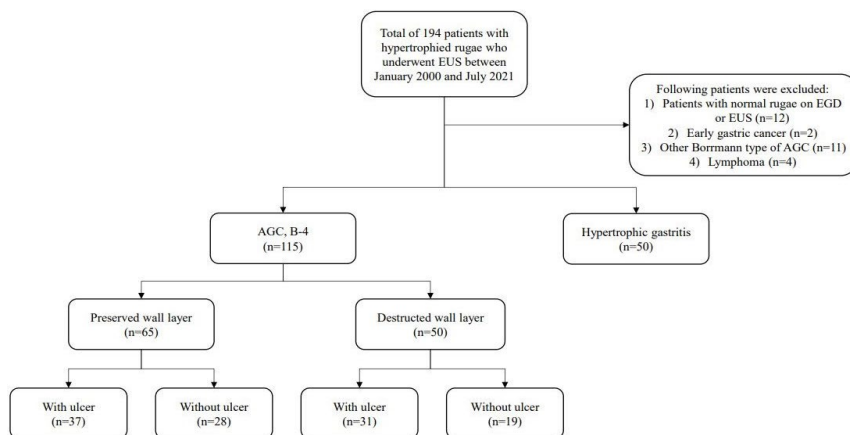 Total of 194 patients with
hypertrophied rugae who
underwent EUS between
January 2000 and July 2021
Following patients were excluded:
1) Patients with normal rugae on EGD
or EUS (n=12)
2) Early gastric cancer (n=2)
3) Other Borrmann type of AGC (n=11)
4) Lymphoma (n=4)
AGC, B-4
(n=115)
Hypertrophic gastritis
(n=50)
Preserved wall layer
(n=65)
Destructed wall layer
(n=50)
With ulcer
(n=37)
Without ulcer
(n=28)
With ulcer
(n=31)
Without ulcer
(n=19)